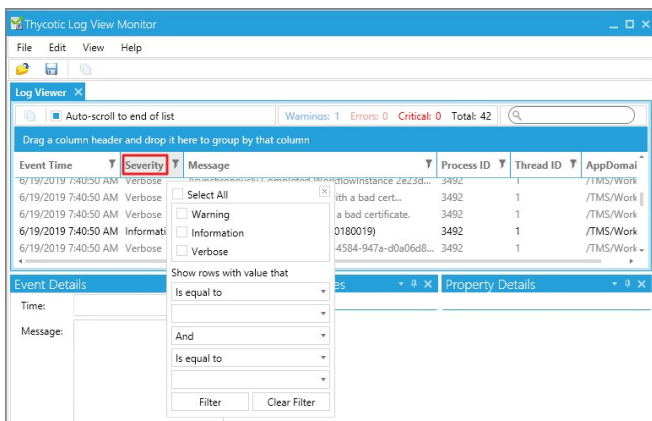 Thycotic Log View Monitor
File Edit View Help
Log Viewer
Auto-scroll to end of list Warnings: 1 Errors: 0 Critical: 0 Total: 42
Drag a column header and drop it here to group by that column
Event Time Severity Message Process ID Thread ID AppDomai
6/19/2019 7:40:50 AM Verbose Asynchronously Completed WorkflowInstance 2e23d... 3492 1 /TMS/Work
6/19/2019 7:40:50 AM Verbose ith a bad cert... 3492 1 /TMS/Work
6/19/2019 7:40:50 AM Verbose a bad certificate. 3492 1 /TMS/Work
6/19/2019 7:40:50 AM Informati 0180019) 3492 1 /TMS/Work
6/19/2019 7:40:50 AM Verbose -4584-947a-d0a06d8... 3492 1 /TMS/Work
Select All
Warning
Information
Verbose
Show rows with value that
Is equal to
And
Is equal to
Filter Clear Filter
Event Details es Property Details
Time:
Message: